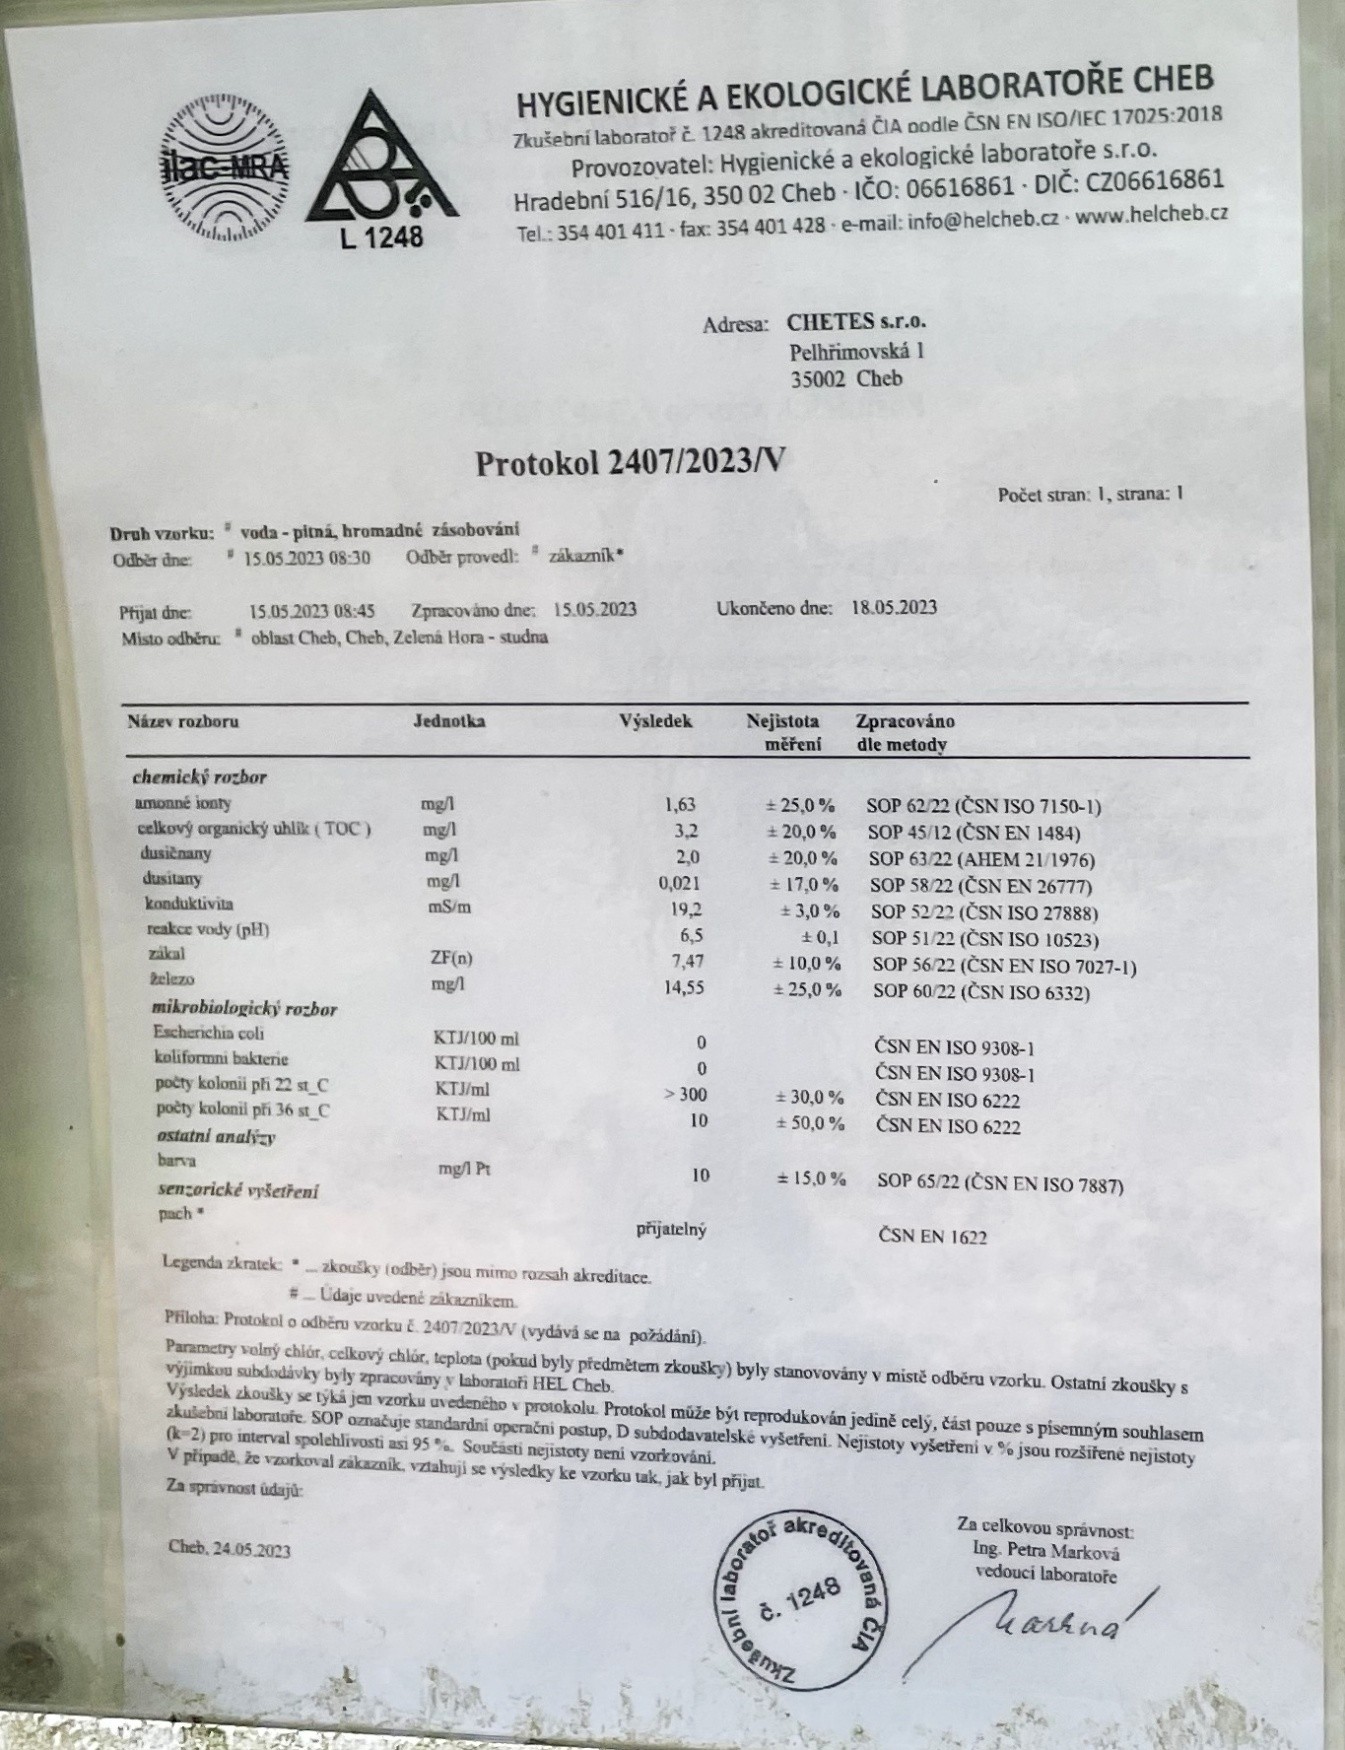 HYGIENICKÉ A EKOLOGICKÉ LABORATOŘE CHEB
Zkušební laboratoř č. 1248 akreditovaná ČIA podle ČSN EN ISO/IEC 17025:2018
Provozovatel: Hygienické a ekologické laboratoře s.r.o.
Hradební 516/16, 350 02 Cheb · IČO: 06616861 · DIČ: CZ06616861
Tel.: 354 401 411 · fax: 354 401 428 · e-mail: info@helcheb.cz · www.helcheb.cz
ilac-MRA
L 1248
Adresa: CHETES s.r.o.
Pelhřimovská 1
35002 Cheb
Protokol 2407/2023/V
Počet stran: 1, strana: 1
Druh vzorku: # voda - pitná, hromadné zásobování
Odběr dne: # 15.05.2023 08:30 Odběr provedl: # zákazník*
Přijat dne: 15.05.2023 08:45 Zpracováno dne: 15.05.2023 Ukončeno dne: 18.05.2023
Místo odběru: # oblast Cheb, Cheb, Zelená Hora - studna
Název rozboru Jednotka Výsledek Nejistota měření Zpracováno dle metody
chemický rozbor
amonné ionty mg/l 1,63 ± 25,0 % SOP 62/22 (ČSN ISO 7150-1)
celkový organický uhlík ( TOC ) mg/l 3,2 ± 20,0 % SOP 45/12 (ČSN EN 1484)
dusičnany mg/l 2,0 ± 20,0 % SOP 63/22 (AHEM 21/1976)
dusitany mg/l 0,021 ± 17,0 % SOP 58/22 (ČSN EN 26777)
konduktivita mS/m 19,2 ± 3,0 % SOP 52/22 (ČSN ISO 27888)
reakce vody (pH) 6,5 ± 0,1 SOP 51/22 (ČSN ISO 10523)
zákal ZF(n) 7,47 ± 10,0 % SOP 56/22 (ČSN EN ISO 7027-1)
železo mg/l 14,55 ± 25,0 % SOP 60/22 (ČSN ISO 6332)
mikrobiologický rozbor
Escherichia coli KTJ/100 ml 0 ČSN EN ISO 9308-1
koliformní bakterie KTJ/100 ml 0 ČSN EN ISO 9308-1
počty kolonií při 22 st_C KTJ/ml > 300 ± 30,0 % ČSN EN ISO 6222
počty kolonií při 36 st_C KTJ/ml 10 ± 50,0 % ČSN EN ISO 6222
ostatní analýzy
barva mg/l Pt 10 ± 15,0 % SOP 65/22 (ČSN EN ISO 7887)
senzorické vyšetření
pach * přijatelný ČSN EN 1622
Legenda zkratek: * ... zkoušky (odběr) jsou mimo rozsah akreditace.
# ... Údaje uvedené zákazníkem.
Příloha: Protokol o odběru vzorku č. 2407/2023/V (vydává se na požádání).
Parametry volný chlór, celkový chlór, teplota (pokud byly předmětem zkoušky) byly stanovovány v místě odběru vzorku. Ostatní zkoušky s
výjimkou subdodávky byly zpracovány v laboratoři HEL Cheb.
Výsledek zkoušky se týká jen vzorku uvedeného v protokolu. Protokol může být reprodukován jedině celý, část pouze s písemným souhlasem
zkušební laboratoře. SOP označuje standardní operační postup, D subdodavatelské vyšetření. Nejistoty vyšetření v % jsou rozšířené nejistoty
(k=2) pro interval spolehlivosti asi 95 %. Součástí nejistoty není vzorkování.
V případě, že vzorkoval zákazník, vztahují se výsledky ke vzorku tak, jak byl přijat.
Za správnost údajů:
Cheb, 24.05.2023
Zkušební laboratoř akreditovaná ČIA
č. 1248
Za celkovou správnost:
Ing. Petra Marková
vedoucí laboratoře
Marková